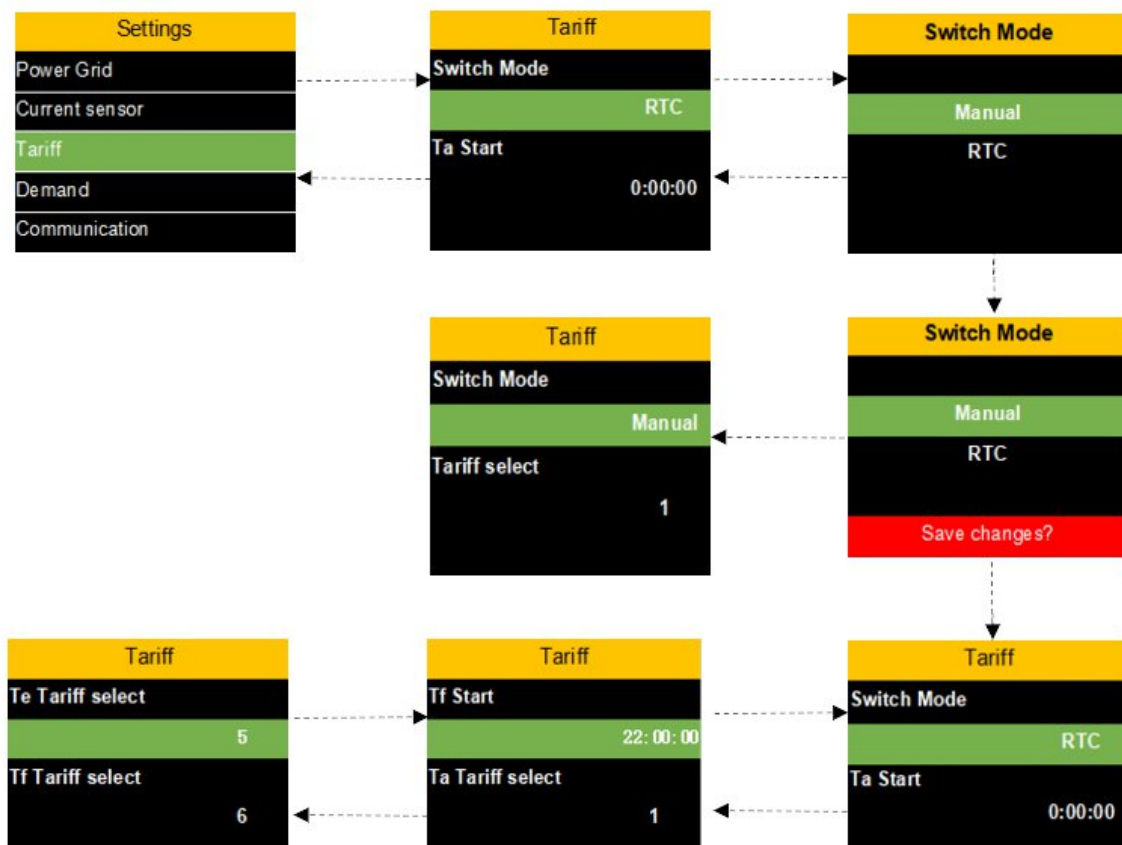 Settings
Power Grid
Current sensor
Tariff
Demand
Communication
Tariff
Switch Mode
RTC
Ta Start
0:00:00
Switch Mode
Manual
RTC
Tariff
Switch Mode
Manual
Tariff select
1
Switch Mode
Manual
RTC
Save changes?
Tariff
Te Tariff select
5
Tf Tariff select
6
Tariff
Tf Start
22:00:00
Ta Tariff select
1
Tariff
Switch Mode
RTC
Ta Start
0:00:00